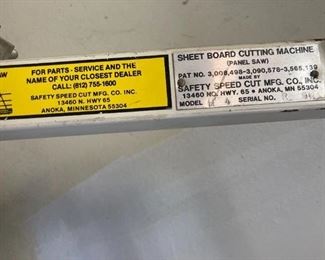 AW
FOR PARTS - SERVICE AND THE
NAME OF YOUR CLOSEST DEALER
CALL: (612) 755-1600
SAFETY SPEED CUT MFG. CO. INC.
13460 N. HWY. 65
ANOKA, MINNESOTA 55304
SHEET BOARD CUTTING MACHINE
(PANEL SAW)
PAT NO. 3,008,498-3,090,576-3,565,139
MADE BY
SAFETY SPEED CUT MFG. CO., INC.
13460 NO. HWY. 65 • ANOKA, MN 55304
MODEL 4 SERIAL NO.